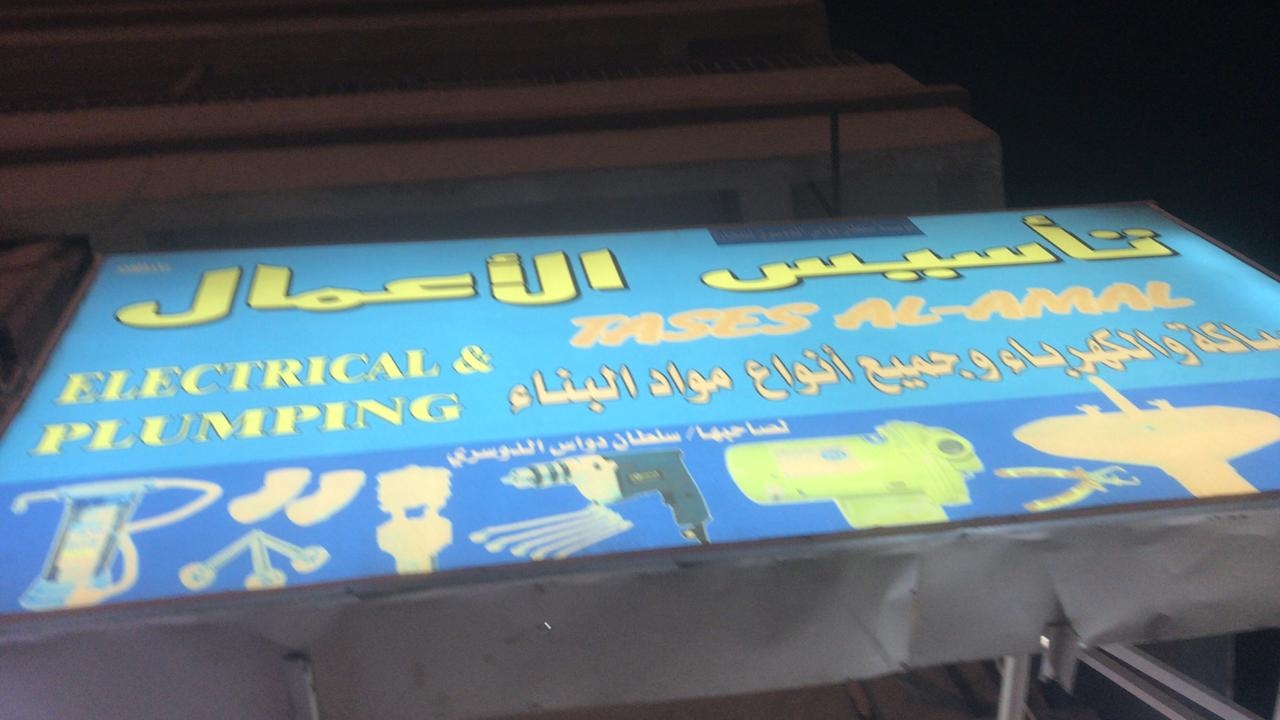 تأسيس الأعمال
TASES AL-AMAL
والكهرباء وجميع أنواع مواد البناء
ELECTRICAL &
PLUMPING
لصاحبها / سلطان دواس الدوسري